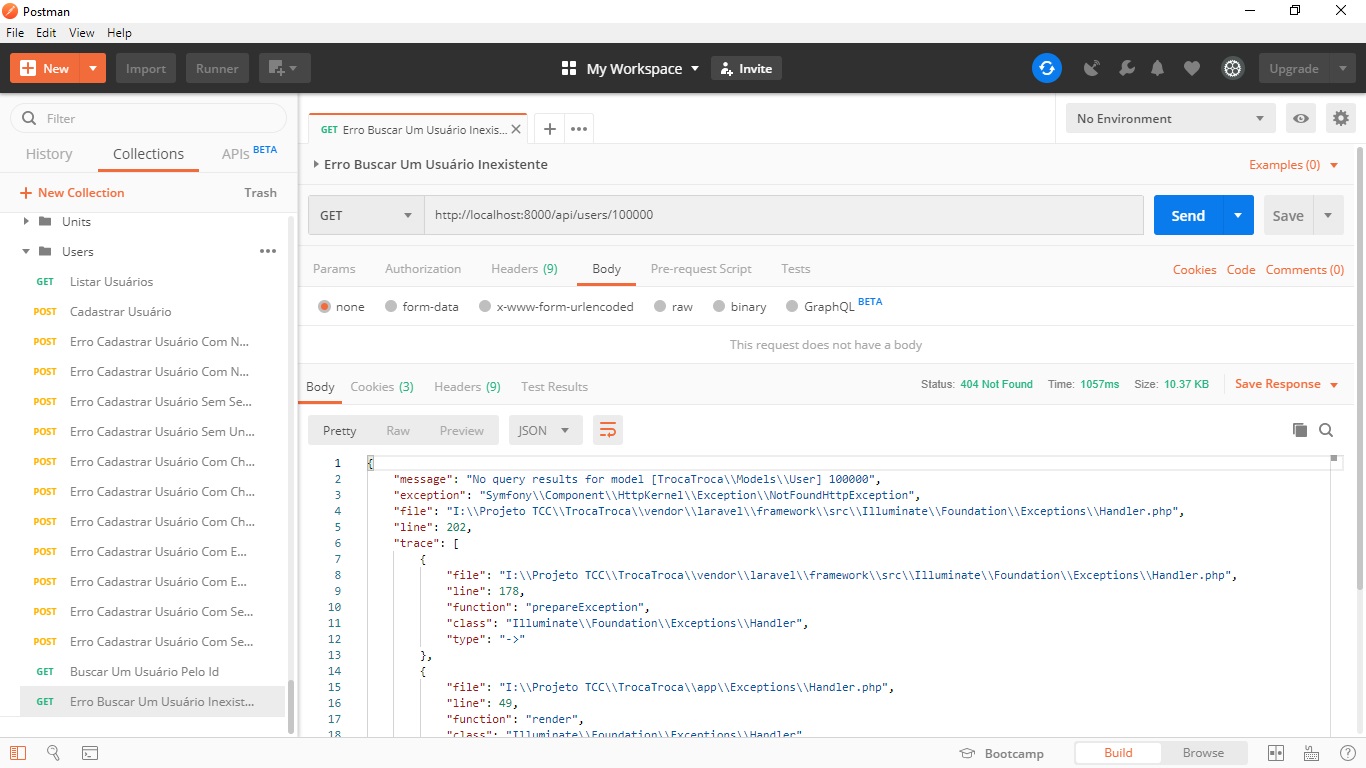 Postman
File Edit View Help
New Import Runner My Workspace Invite Upgrade
Filter
History Collections APIs BETA
New Collection Trash
Units
Users
GET Listar Usuários
POST Cadastrar Usuário
POST Erro Cadastrar Usuário Com N...
POST Erro Cadastrar Usuário Com N...
POST Erro Cadastrar Usuário Sem Se...
POST Erro Cadastrar Usuário Sem Un...
POST Erro Cadastrar Usuário Com Ch...
POST Erro Cadastrar Usuário Com Ch...
POST Erro Cadastrar Usuário Com Ch...
POST Erro Cadastrar Usuário Com E...
POST Erro Cadastrar Usuário Com E...
POST Erro Cadastrar Usuário Com Se...
POST Erro Cadastrar Usuário Com Se...
GET Buscar Um Usuário Pelo Id
GET Erro Buscar Um Usuário Inexist...
GET Erro Buscar Um Usuário Inexis...
No Environment
Erro Buscar Um Usuário Inexistente
Examples (0)
GET http://localhost:8000/api/users/100000 Send Save
Params Authorization Headers (9) Body Pre-request Script Tests Cookies Code Comments (0)
none form-data x-www-form-urlencoded raw binary GraphQL BETA
This request does not have a body
Body Cookies (3) Headers (9) Test Results Status: 404 Not Found Time: 1057ms Size: 10.37 KB Save Response
Pretty Raw Preview JSON
1 {
2 "message": "No query results for model [TrocaTroca\\Models\\User] 100000",
3 "exception": "Symfony\\Component\\HttpKernel\\Exception\\NotFoundHttpException",
4 "file": "I:\\Projeto TCC\\TrocaTroca\\vendor\\laravel\\framework\\src\\Illuminate\\Foundation\\Exceptions\\Handler.php",
5 "line": 202,
6 "trace": [
7 {
8 "file": "I:\\Projeto TCC\\TrocaTroca\\vendor\\laravel\\framework\\src\\Illuminate\\Foundation\\Exceptions\\Handler.php",
9 "line": 178,
10 "function": "prepareException",
11 "class": "Illuminate\\Foundation\\Exceptions\\Handler",
12 "type": "->"
13 },
14 {
15 "file": "I:\\Projeto TCC\\TrocaTroca\\app\\Exceptions\\Handler.php",
16 "line": 49,
17 "function": "render",
18 "class": "Illuminate\\Foundation\\Exceptions\\Handler"
Bootcamp Build Browse